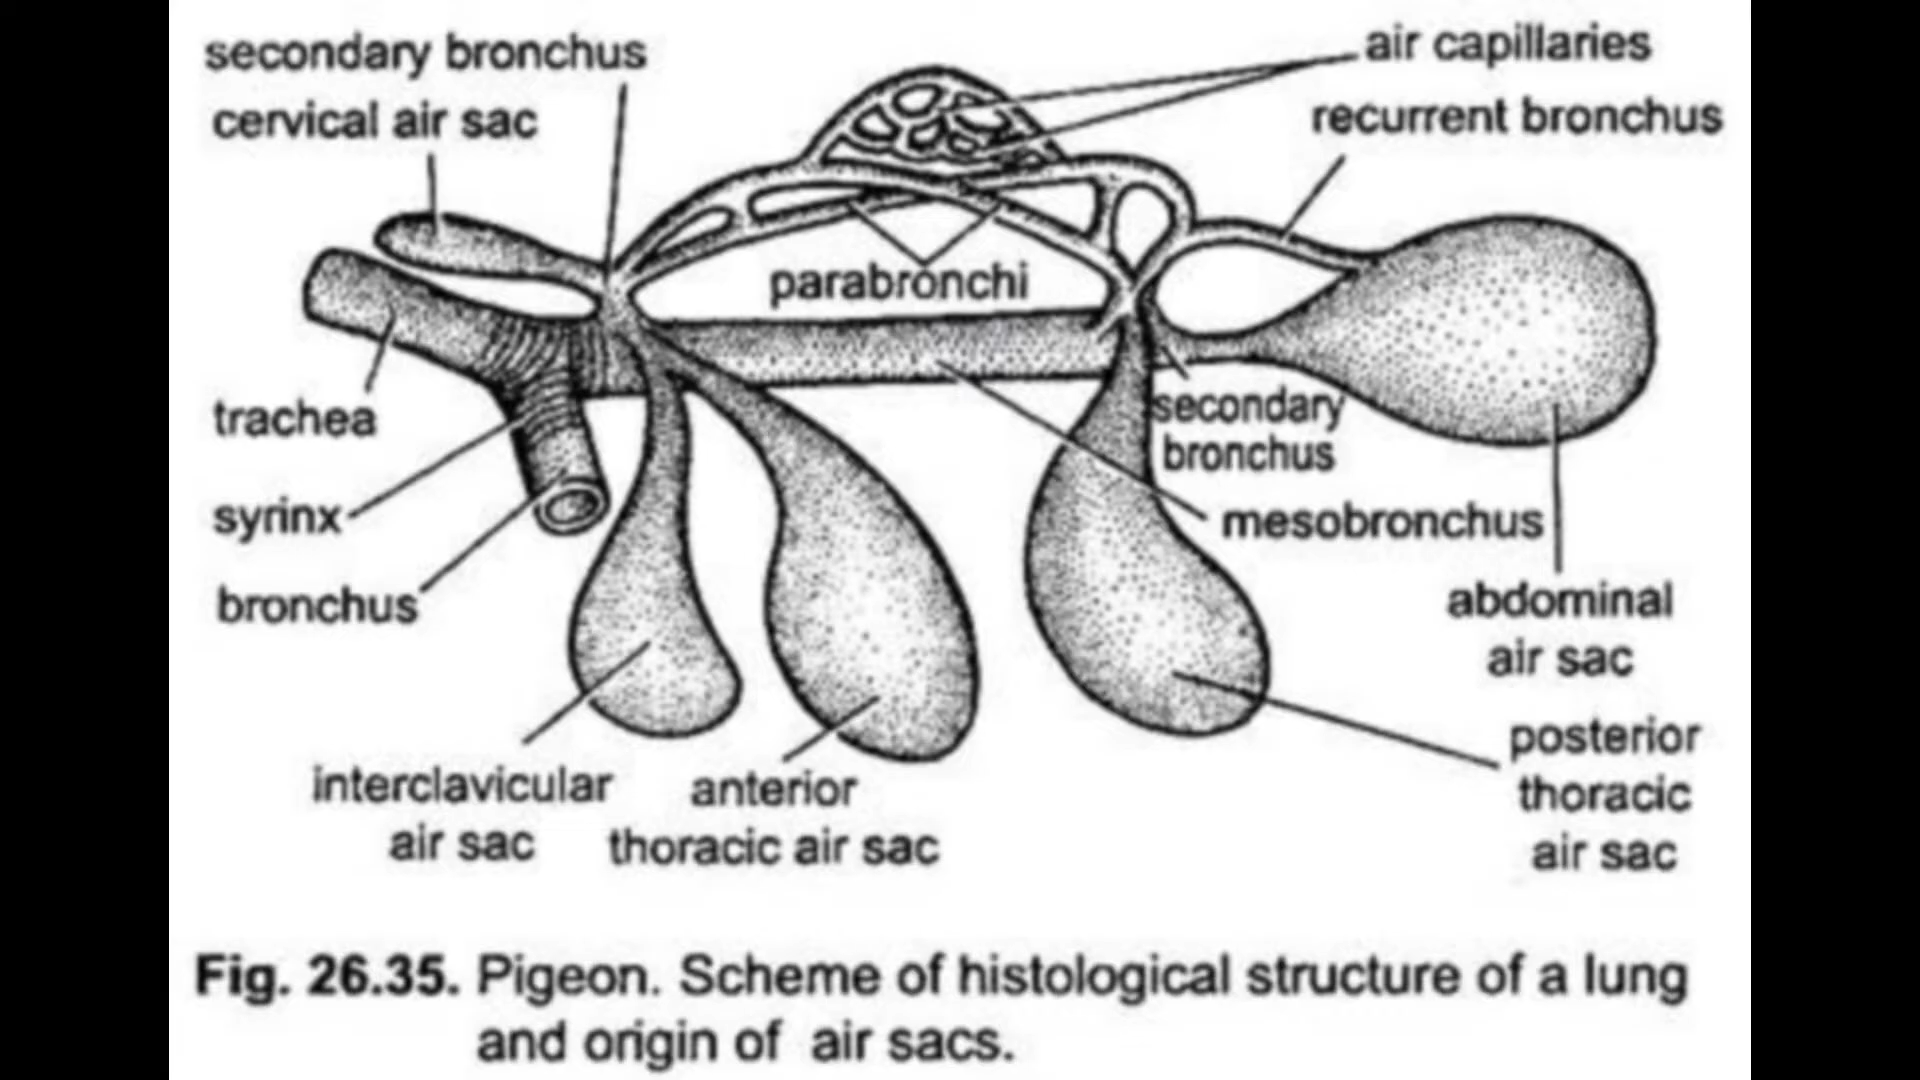 secondary bronchus
cervical air sac
air capillaries
recurrent bronchus
parabronchi
trachea
secondary
bronchus
syrinx
mesobronchus
bronchus
abdominal
air sac
interclavicular
air sac
anterior
thoracic air sac
posterior
thoracic
air sac
Fig. 26.35. Pigeon. Scheme of histological structure of a lung
and origin of air sacs.